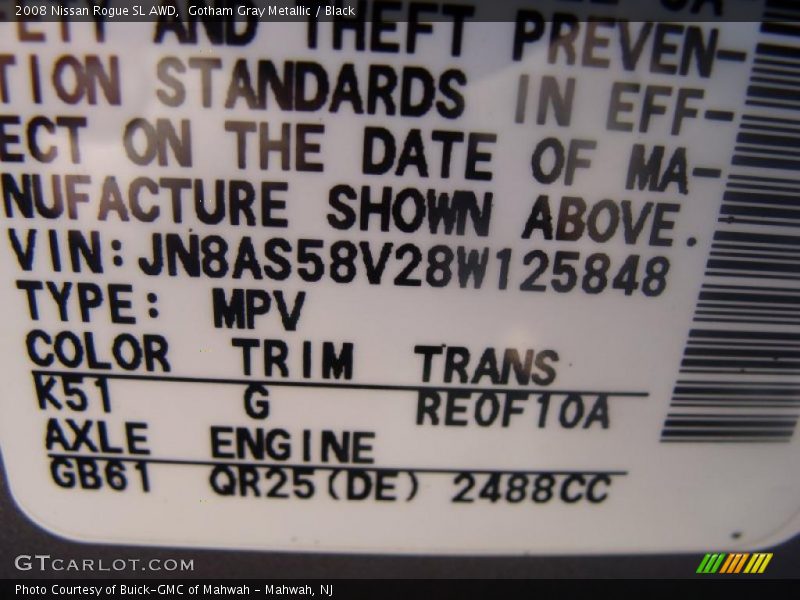 2008 Nissan Rogue SL AWD, Gotham Gray Metallic / Black
AND THEFT PREVEN-
TION STANDARDS IN EFF-
ECT ON THE DATE OF MA-
NUFACTURE SHOWN ABOVE.
VIN: JN8AS58V28W125848
TYPE: MPV
COLOR TRIM TRANS
K51 G RE0F10A
AXLE ENGINE
GB61 QR25(DE) 2488CC
GTCARLOT.COM
Photo Courtesy of Buick-GMC of Mahwah - Mahwah, NJ